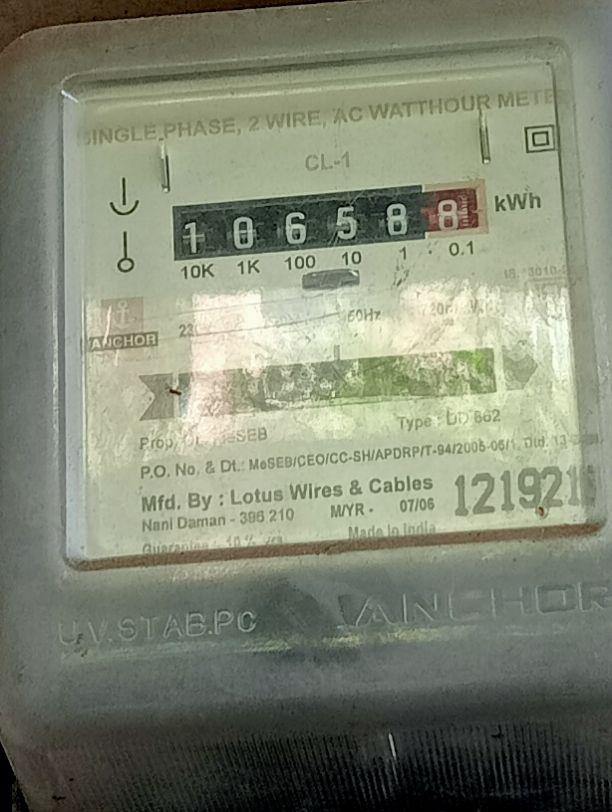 SINGLE PHASE, 2 WIRE, AC WATTHOUR METE
CL-1
1 0 6 5 8 8 kWh
10K 1K 100 10 1 0.1
ANCHOR
50Hz
Type :
P.O. No. & Dt.: MeSEB/CEO/CC-SH/APDRP/T-94/2005-06/1, Dtd.
Mfd. By : Lotus Wires & Cables
Nani Daman - 396 210 M/YR - 07/06
121921
Made in India
U.V.STAB.PC ANCHOR